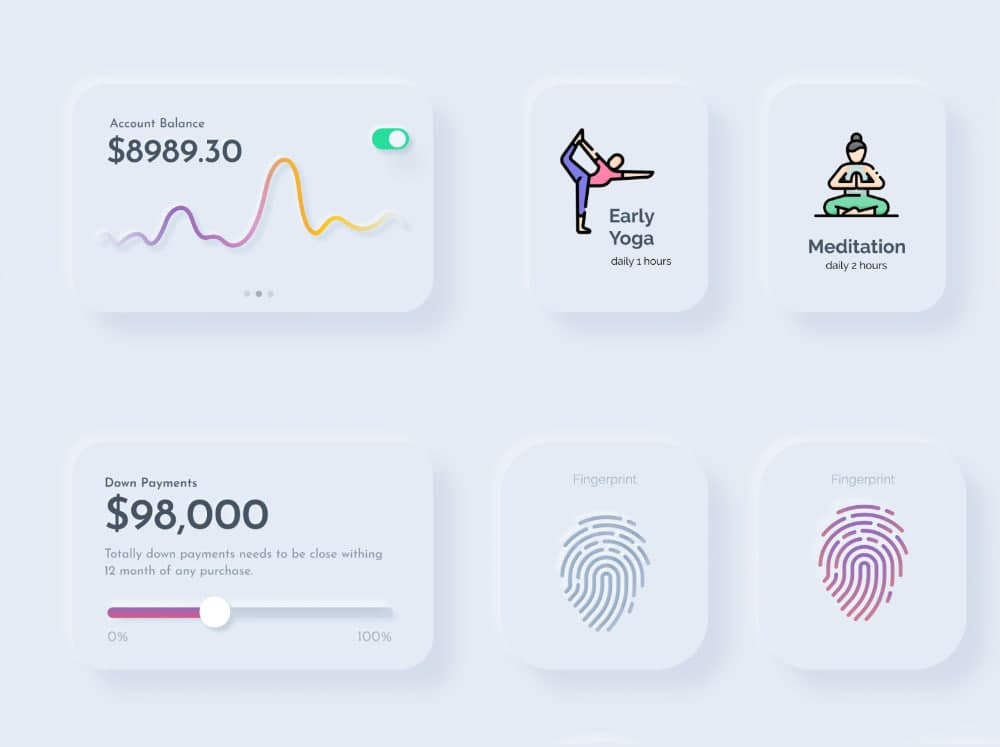 Account Balance
$8989.30
Early
Yoga
daily 1 hours
Meditation
daily 2 hours
Down Payments
$98,000
Totally down payments needs to be close withing
12 month of any purchase.
0%
100%
Fingerprint
Fingerprint